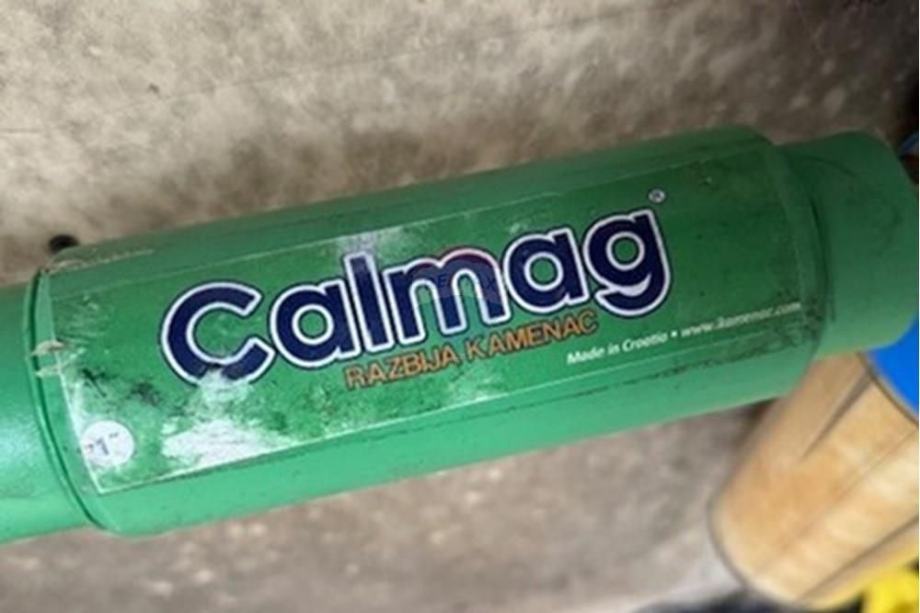 Calmag®
RAZBIJA KAMENAC
Made in Croatia • www.kamenac.com